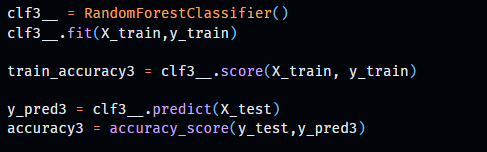 clf3__ = RandomForestClassifier()
clf3__.fit(X_train,y_train)
train_accuracy3 = clf3__.score(X_train, y_train)
y_pred3 = clf3__.predict(X_test)
accuracy3 = accuracy_score(y_test,y_pred3)